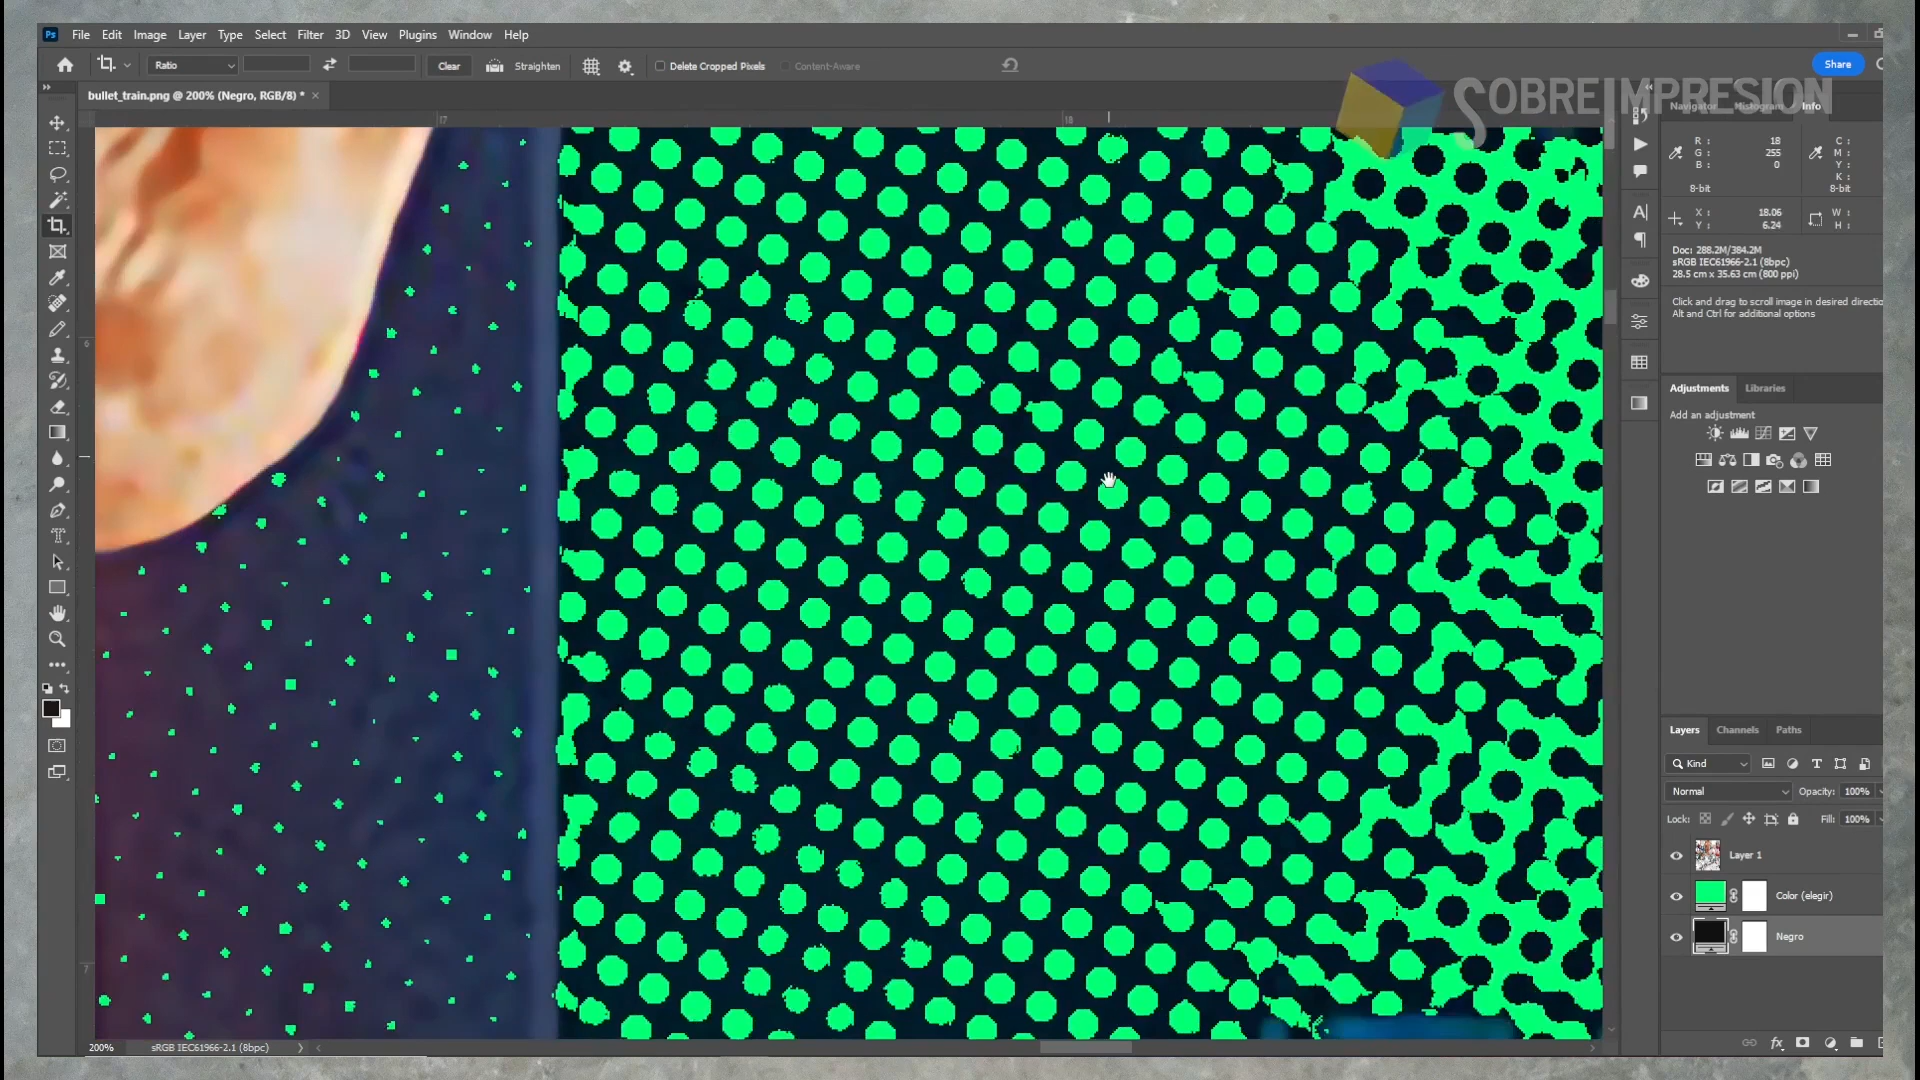 Ps File Edit Image Layer Type Select Filter 3D View Plugins Window Help
Ratio Clear Straighten Delete Cropped Pixels Content-Aware Share
bullet_train.png @ 200% (Negro, RGB/8) * ×
SOBREIMPRESION
Navigator Histogram Info
17 18
R : 18 C :
G : 255 M :
B : 0 Y :
K :
8-bit 8-bit
X : 18.06 W :
Y : 6.24 H :
Doc: 288.2M/384.2M
sRGB IEC61966-2.1 (8bpc)
28.5 cm x 35.63 cm (800 ppi)
Click and drag to scroll image in desired directio
Alt and Ctrl for additional options
6
Adjustments Libraries
Add an adjustment
Layers Channels Paths
Kind
Normal Opacity: 100%
Lock: Fill: 100%
Layer 1
Color (elegir)
Negro
7
200% sRGB IEC61966-2.1 (8bpc)